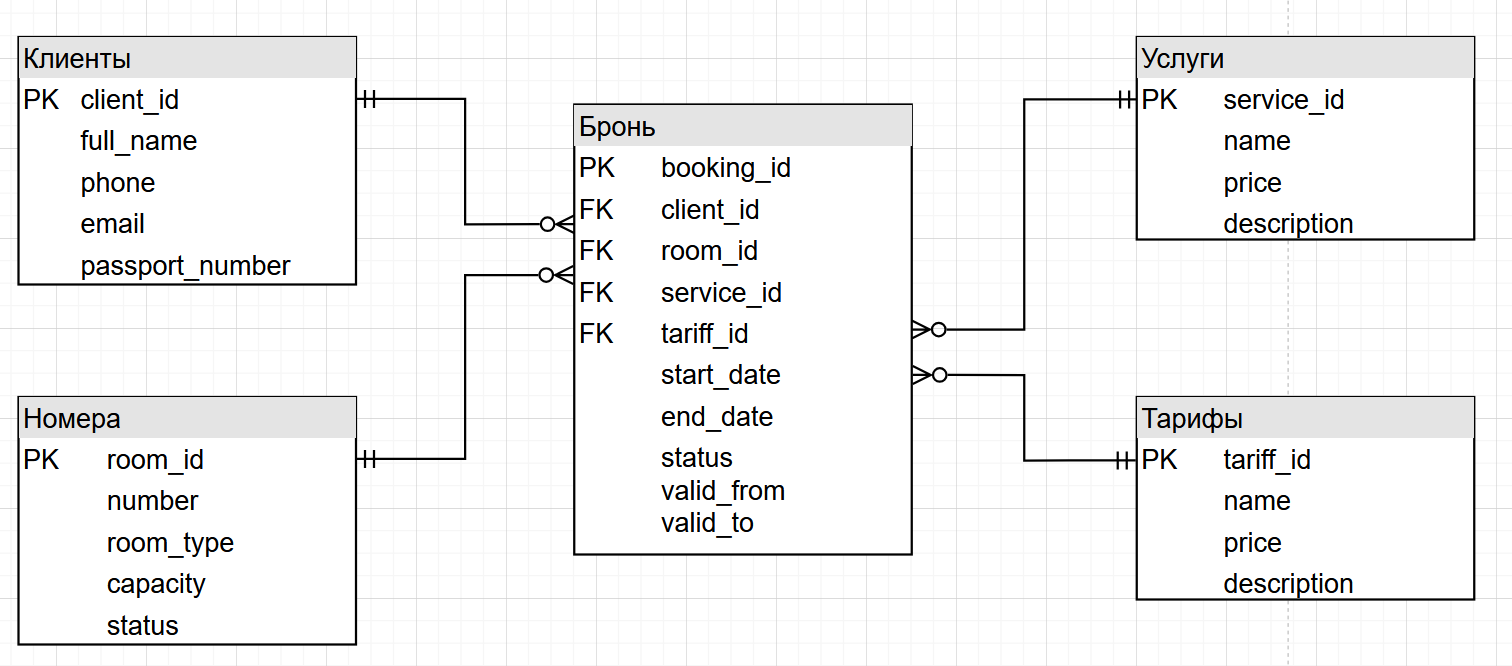 Клиенты
PK client_id
full_name
phone
email
passport_number
Номера
PK room_id
number
room_type
capacity
status
Бронь
PK booking_id
FK client_id
FK room_id
FK service_id
FK tariff_id
start_date
end_date
status
valid_from
valid_to
Услуги
PK service_id
name
price
description
Тарифы
PK tariff_id
name
price
description